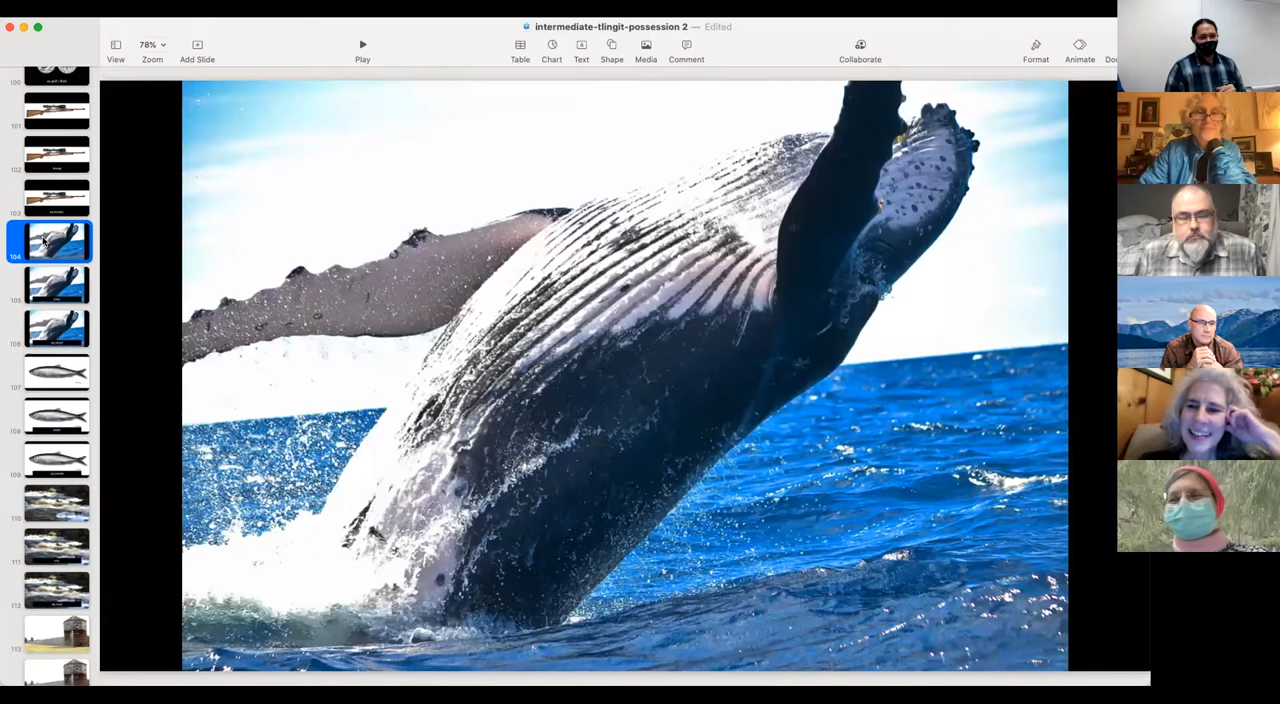 intermediate-tlingit-possession 2 — Edited
78%
View
Zoom
Add Slide
Play
Table
Chart
Text
Shape
Media
Comment
Collaborate
Format
Animate
100
101
102
103
104
105
106
107
108
109
110
111
112
113